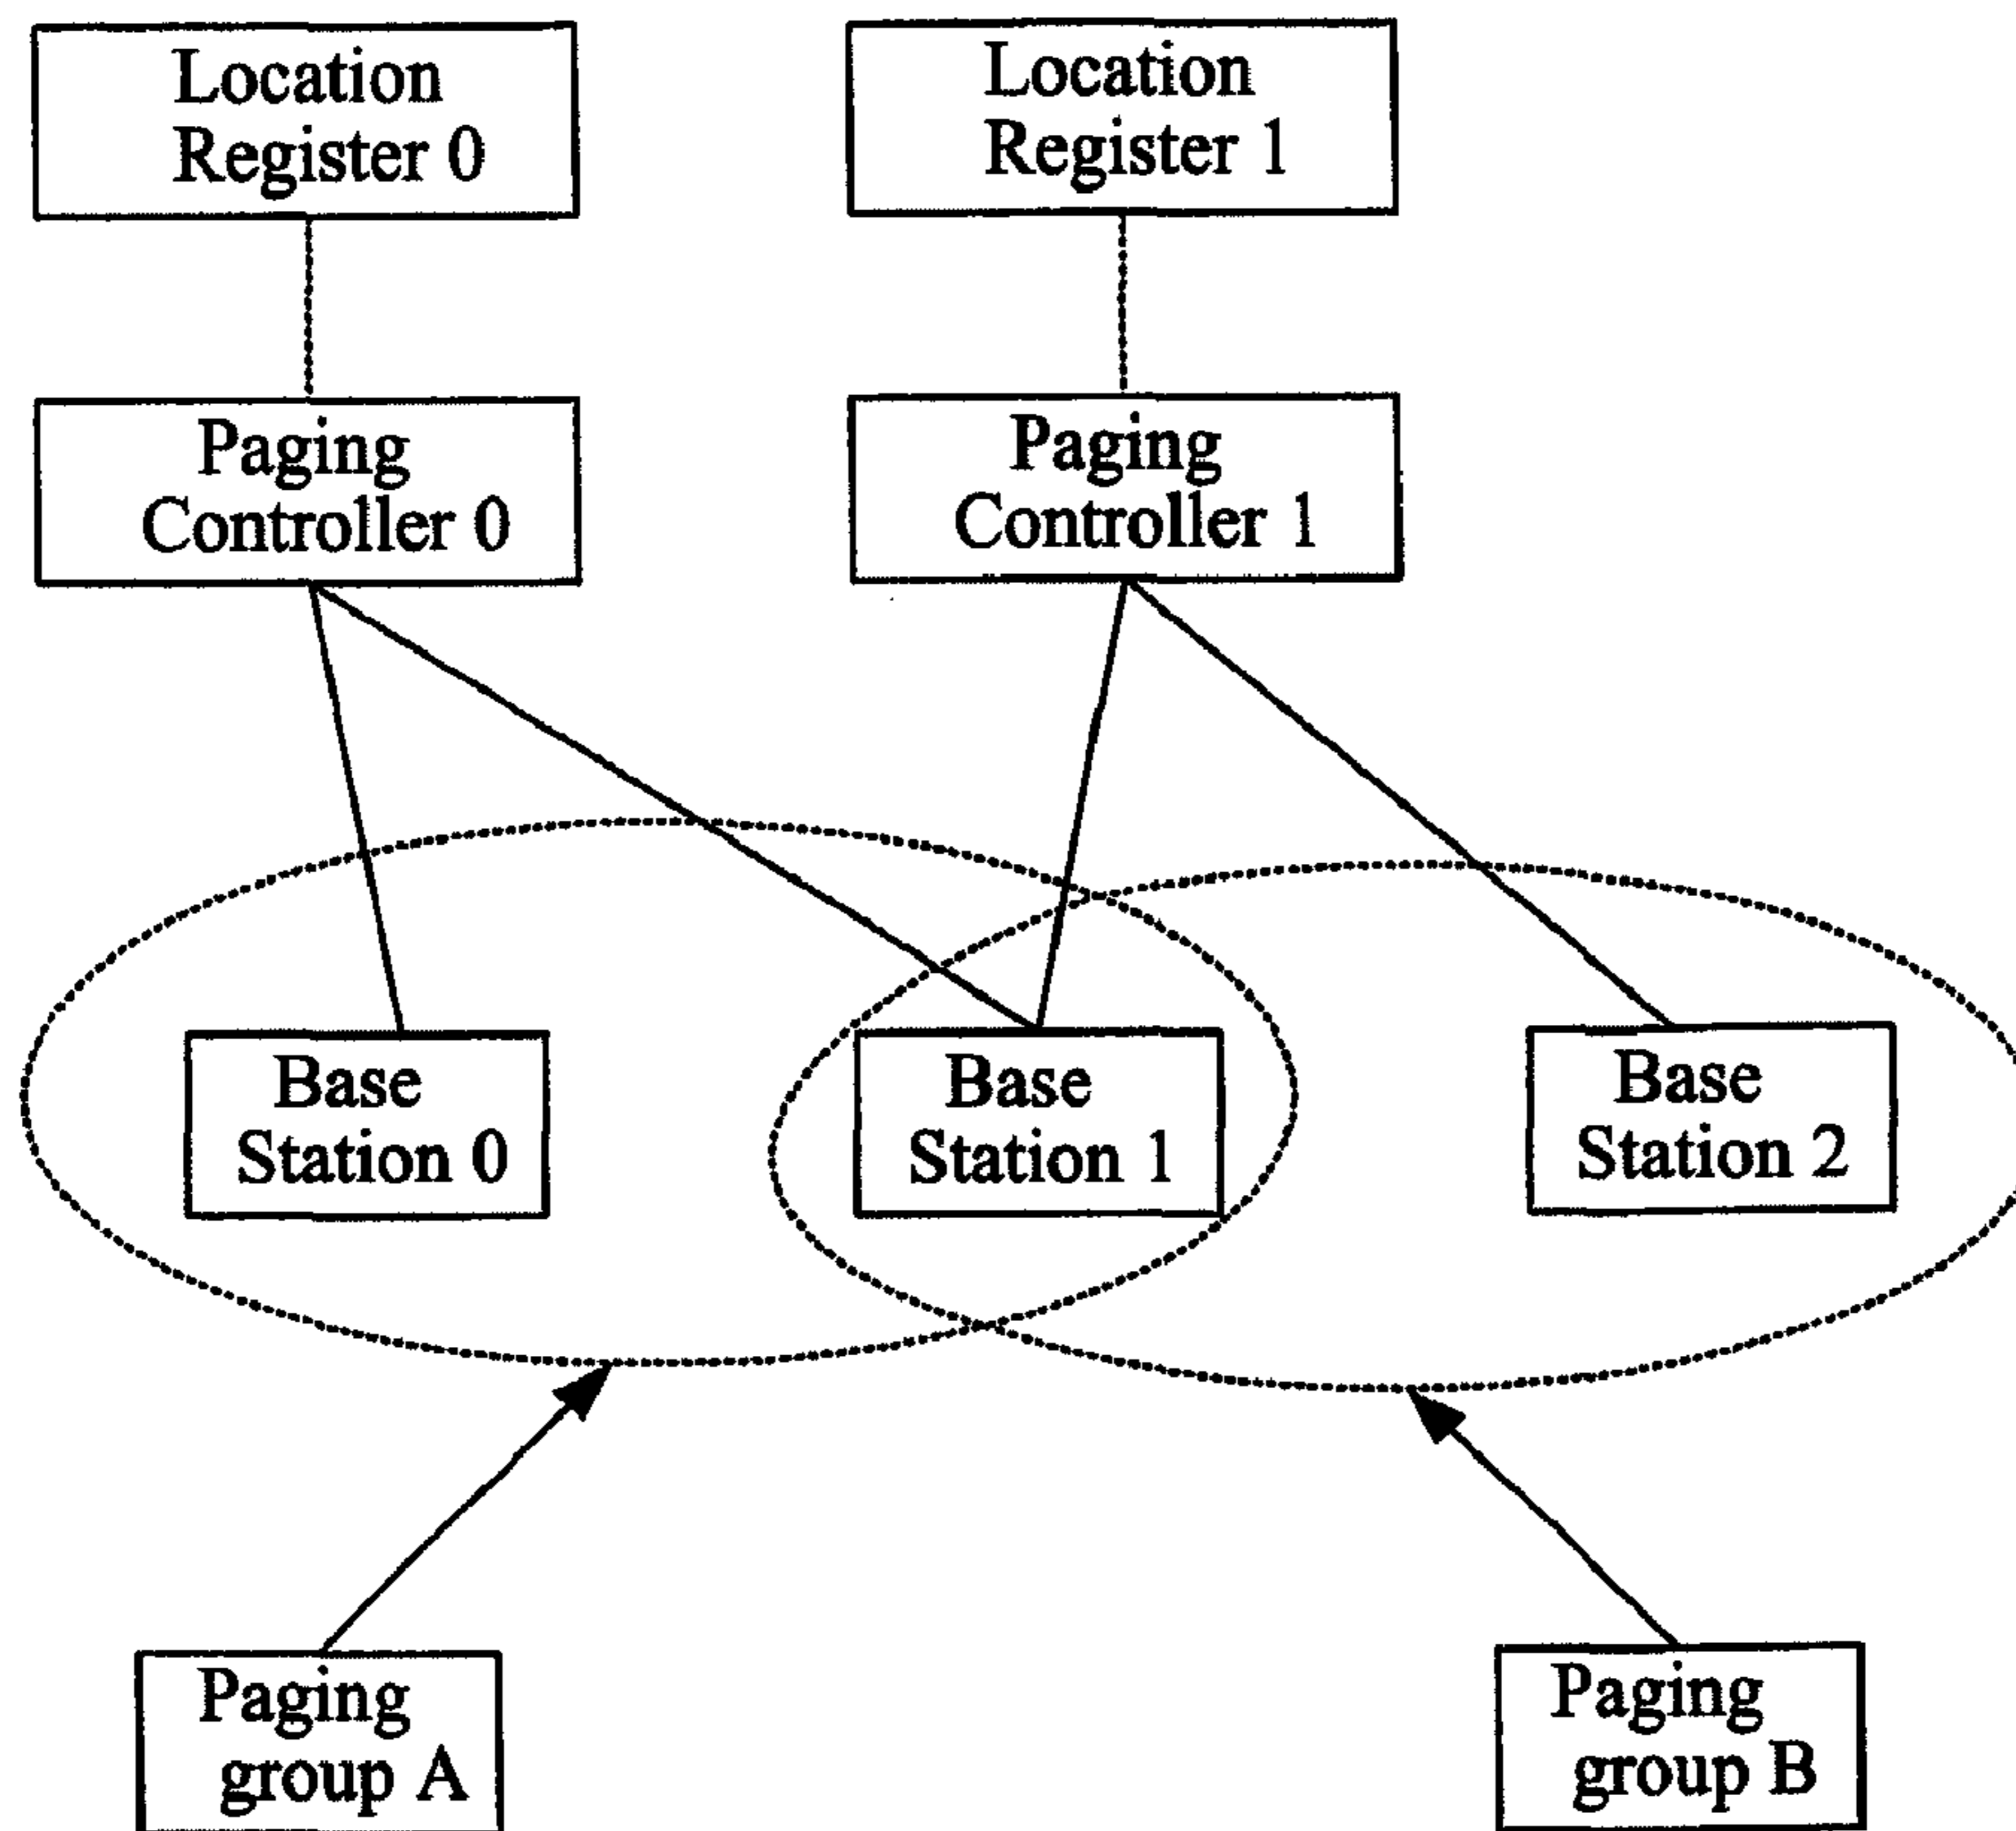 Location
Register 0
Location
Register 1
Paging
Controller 0
Paging
Controller 1
Base
Station 0
Base
Station 1
Base
Station 2
Paging
group A
Paging
group B